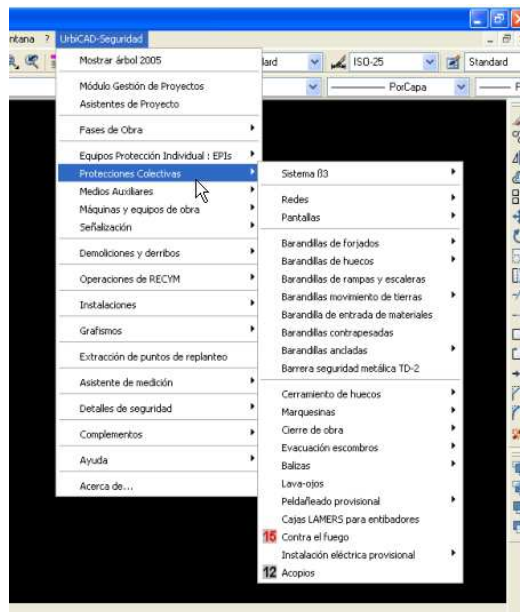 ntana ? UrbiCAD-Seguridad
dard ISO-25 Standard
PorCapa
Mostrar árbol 2005
Módulo Gestión de Proyectos
Asistentes de Proyecto
Fases de Obra
Equipos Protección Individual : EPIs
Protecciones Colectivas
Medios Auxiliares
Máquinas y equipos de obra
Señalización
Demoliciones y derribos
Operaciones de RECYM
Instalaciones
Grafismos
Extracción de puntos de replanteo
Asistente de medición
Detalles de seguridad
Complementos
Ayuda
Acerca de...
Sistema ß3
Redes
Pantallas
Barandillas de forjados
Barandillas de huecos
Barandillas de rampas y escaleras
Barandillas movimiento de tierras
Barandilla de entrada de materiales
Barandillas contrapesadas
Barandillas ancladas
Barrera seguridad metálica TD-2
Cerramiento de huecos
Marquesinas
Cierre de obra
Evacuación escombros
Balizas
Lava-ojos
Peldañeado provisional
Cajas LAMERS para entibadores
15 Contra el fuego
Instalación eléctrica provisional
12 Acopios